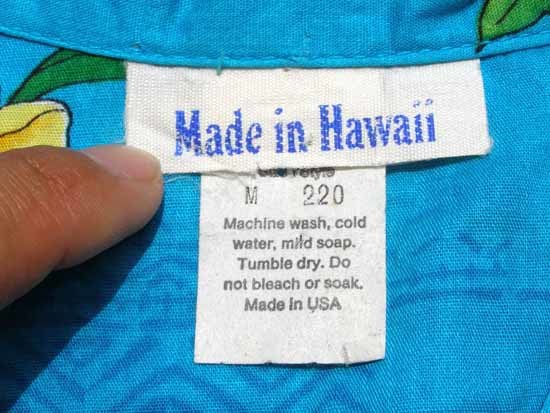 Made in Hawaii
M 220
Machine wash, cold
water, mild soap.
Tumble dry. Do
not bleach or soak.
Made in USA